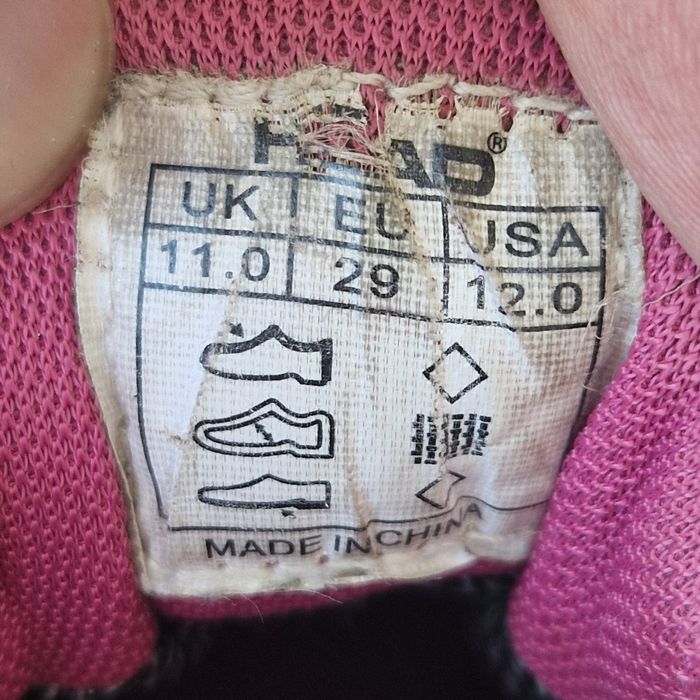 HEAD®
UK EU USA
11.0 29 12.0
MADE IN CHINA